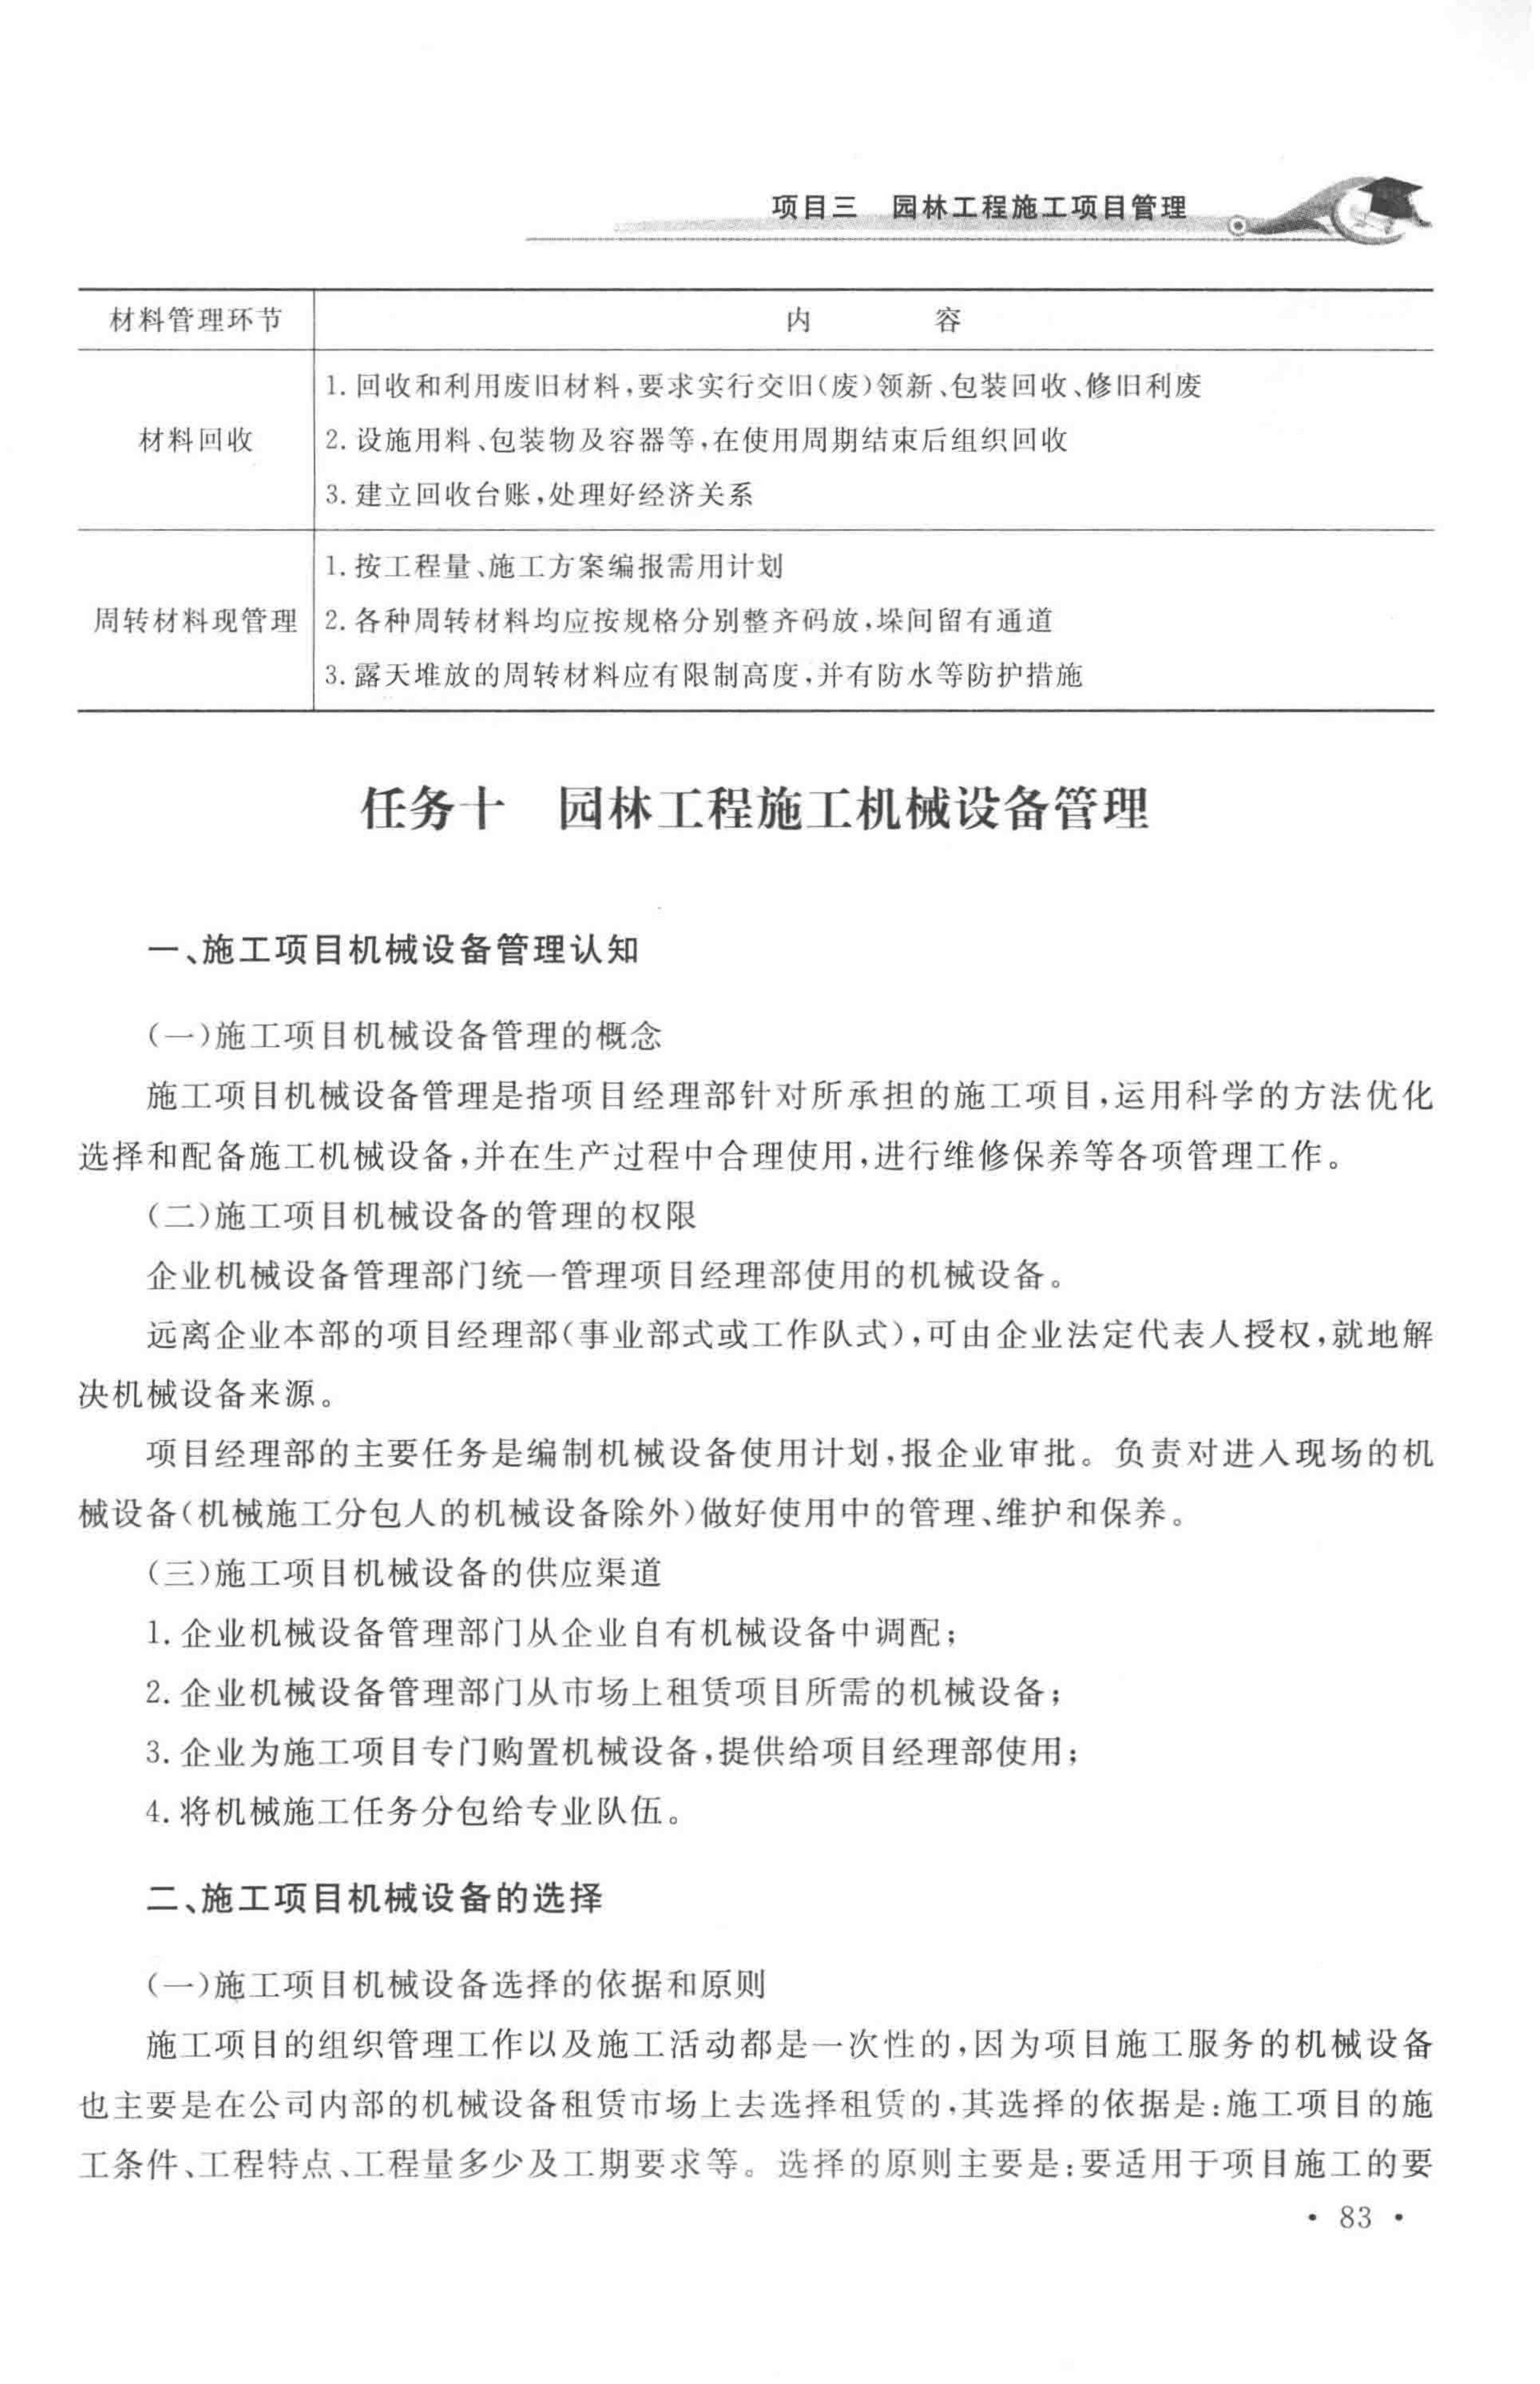 项目三　园林工程施工项目管理
材料管理环节　内　容
1. 回收和利用废旧材料,要求实行交旧(废)领新、包装回收、修旧利废
材料回收　2. 设施用料、包装物及容器等,在使用周期结束后组织回收
3. 建立回收台账,处理好经济关系
1. 按工程量、施工方案编报需用计划
周转材料现管理　2. 各种周转材料均应按规格分别整齐码放,垛间留有通道
3. 露天堆放的周转材料应有限制高度,并有防水等防护措施
任务十　园林工程施工机械设备管理
一、施工项目机械设备管理认知
(一)施工项目机械设备管理的概念
施工项目机械设备管理是指项目经理部针对所承担的施工项目,运用科学的方法优化
选择和配备施工机械设备,并在生产过程中合理使用,进行维修保养等各项管理工作。
(二)施工项目机械设备的管理的权限
企业机械设备管理部门统一管理项目经理部使用的机械设备。
远离企业本部的项目经理部(事业部式或工作队式),可由企业法定代表人授权,就地解
决机械设备来源。
项目经理部的主要任务是编制机械设备使用计划,报企业审批。负责对进入现场的机
械设备(机械施工分包人的机械设备除外)做好使用中的管理、维护和保养。
(三)施工项目机械设备的供应渠道
1. 企业机械设备管理部门从企业自有机械设备中调配;
2. 企业机械设备管理部门从市场上租赁项目所需的机械设备;
3. 企业为施工项目专门购置机械设备,提供给项目经理部使用;
4. 将机械施工任务分包给专业队伍。
二、施工项目机械设备的选择
(一)施工项目机械设备选择的依据和原则
施工项目的组织管理工作以及施工活动都是一次性的,因为项目施工服务的机械设备
也主要是在公司内部的机械设备租赁市场上去选择租赁的,其选择的依据是:施工项目的施
工条件、工程特点、工程量多少及工期要求等。选择的原则主要是:要适用于项目施工的要
• 83 •